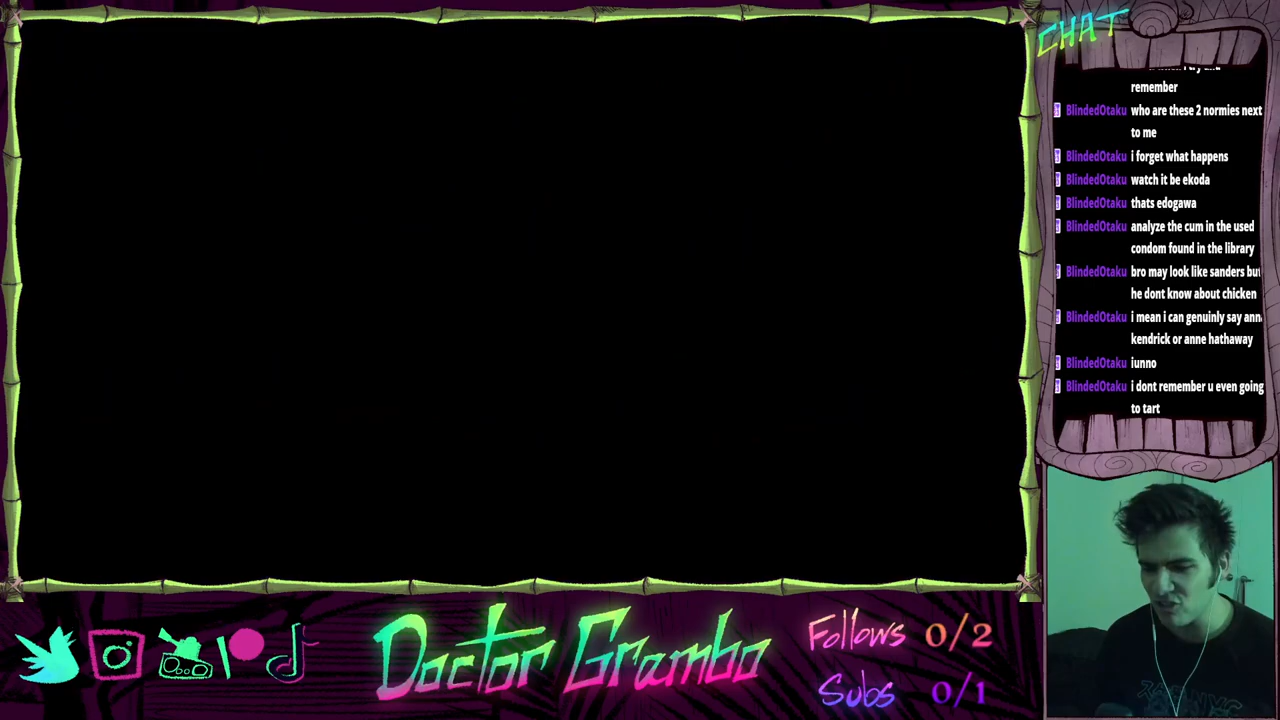 CHAT
remember
BlindedOtaku who are these 2 normies next
to me
BlindedOtaku i forget what happens
BlindedOtaku watch it be ekoda
BlindedOtaku thats edogawa
BlindedOtaku analyze the cum in the used
condom found in the library
BlindedOtaku bro may look like sanders but
he dont know about chicken
BlindedOtaku i mean i can genuinly say ann
kendrick or anne hathaway
BlindedOtaku iunno
BlindedOtaku i dont remember u even going
to tart
Doctor Grambo
Follows 0/2
Subs 0/1